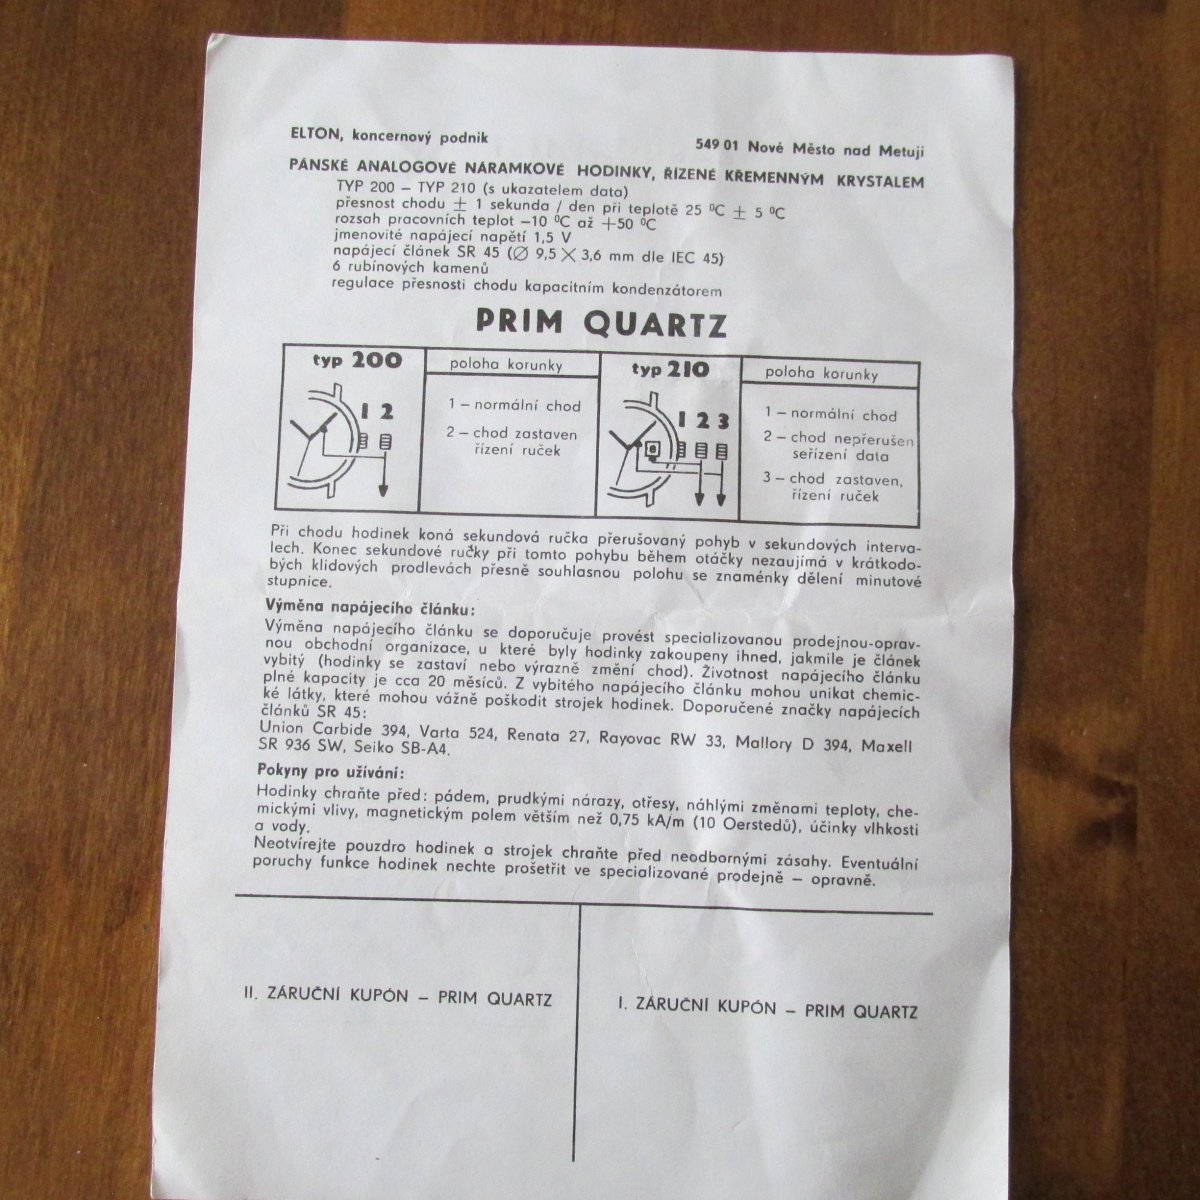 ELTON, koncernový podnik
549 01 Nové Město nad Metují
PÁNSKÉ ANALOGOVÉ NÁRAMKOVÉ HODINKY, ŘÍZENÉ KŘEMENNÝM KRYSTALEM
TYP 200 – TYP 210 (s ukazatelem data)
přesnost chodu ± 1 sekunda / den při teplotě 25 ⁰C ± 5 ⁰C
rozsah pracovních teplot –10 ⁰C až +50 ⁰C
jmenovité napájecí napětí 1,5 V
napájecí článek SR 45 (∅ 9,5 × 3,6 mm dle IEC 45)
6 rubínových kamenů
regulace přesnosti chodu kapacitním kondenzátorem
PRIM QUARTZ
typ 200
1 2
poloha korunky
1 – normální chod
2 – chod zastaven
řízení ruček
typ 210
1 2 3
poloha korunky
1 – normální chod
2 – chod nepřerušen
seřízení data
3 – chod zastaven,
řízení ruček
Při chodu hodinek koná sekundová ručka přerušovaný pohyb v sekundových interva-
lech. Konec sekundové ručky při tomto pohybu během otáčky nezaujímá v krátkodo-
bých klidových prodlevách přesně souhlasnou polohu se znaménky dělení minutové
stupnice.
Výměna napájecího článku:
Výměna napájecího článku se doporučuje provést specializovanou prodejnou-oprav-
nou obchodní organizace, u které byly hodinky zakoupeny ihned, jakmile je článek
vybitý (hodinky se zastaví nebo výrazně změní chod). Životnost napájecího článku
plné kapacity je cca 20 měsíců. Z vybitého napájecího článku mohou unikat chemic-
ké látky, které mohou vážně poškodit strojek hodinek. Doporučené značky napájecích
článků SR 45:
Union Carbide 394, Varta 524, Renata 27, Rayovac RW 33, Mallory D 394, Maxell
SR 936 SW, Seiko SB-A4.
Pokyny pro užívání:
Hodinky chraňte před: pádem, prudkými nárazy, otřesy, náhlými změnami teploty, che-
mickými vlivy, magnetickým polem větším než 0,75 kA/m (10 Oerstedů), účinky vlhkosti
a vody.
Neotvírejte pouzdro hodinek a strojek chraňte před neodbornými zásahy. Eventuální
poruchy funkce hodinek nechte prošetřit ve specializované prodejně – opravně.
II. ZÁRUČNÍ KUPÓN – PRIM QUARTZ
I. ZÁRUČNÍ KUPÓN – PRIM QUARTZ